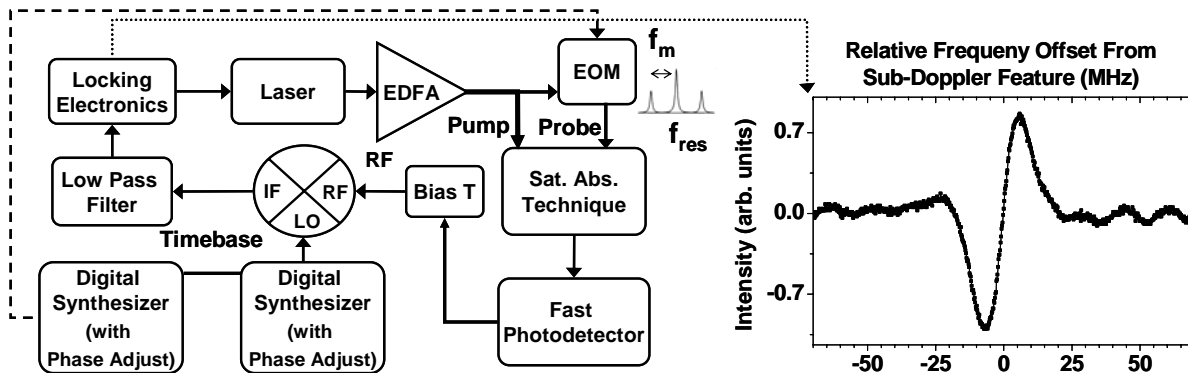 Locking
Electronics
Laser
EDFA
EOM
f_m
f_res
Pump
Probe
Low Pass
Filter
IF
RF
LO
RF
Bias T
Sat. Abs.
Technique
Timebase
Digital
Synthesizer
(with
Phase Adjust)
Digital
Synthesizer
(with
Phase Adjust)
Fast
Photodetector
Relative Frequeny Offset From
Sub-Doppler Feature (MHz)
Intensity (arb. units)
0.7
0.0
-0.7
-50 -25 0 25 50